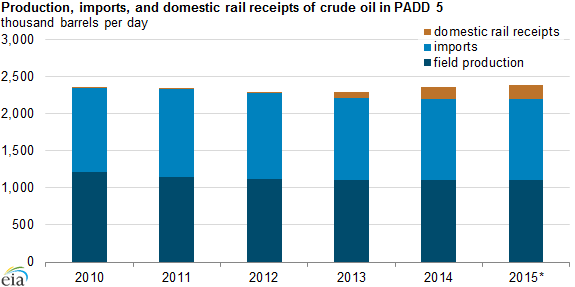 Production, imports, and domestic rail receipts of crude oil in PADD 5
thousand barrels per day
3,000
2,500
2,000
1,500
1,000
500
0
domestic rail receipts
imports
field production
2010 2011 2012 2013 2014 2015*
eia